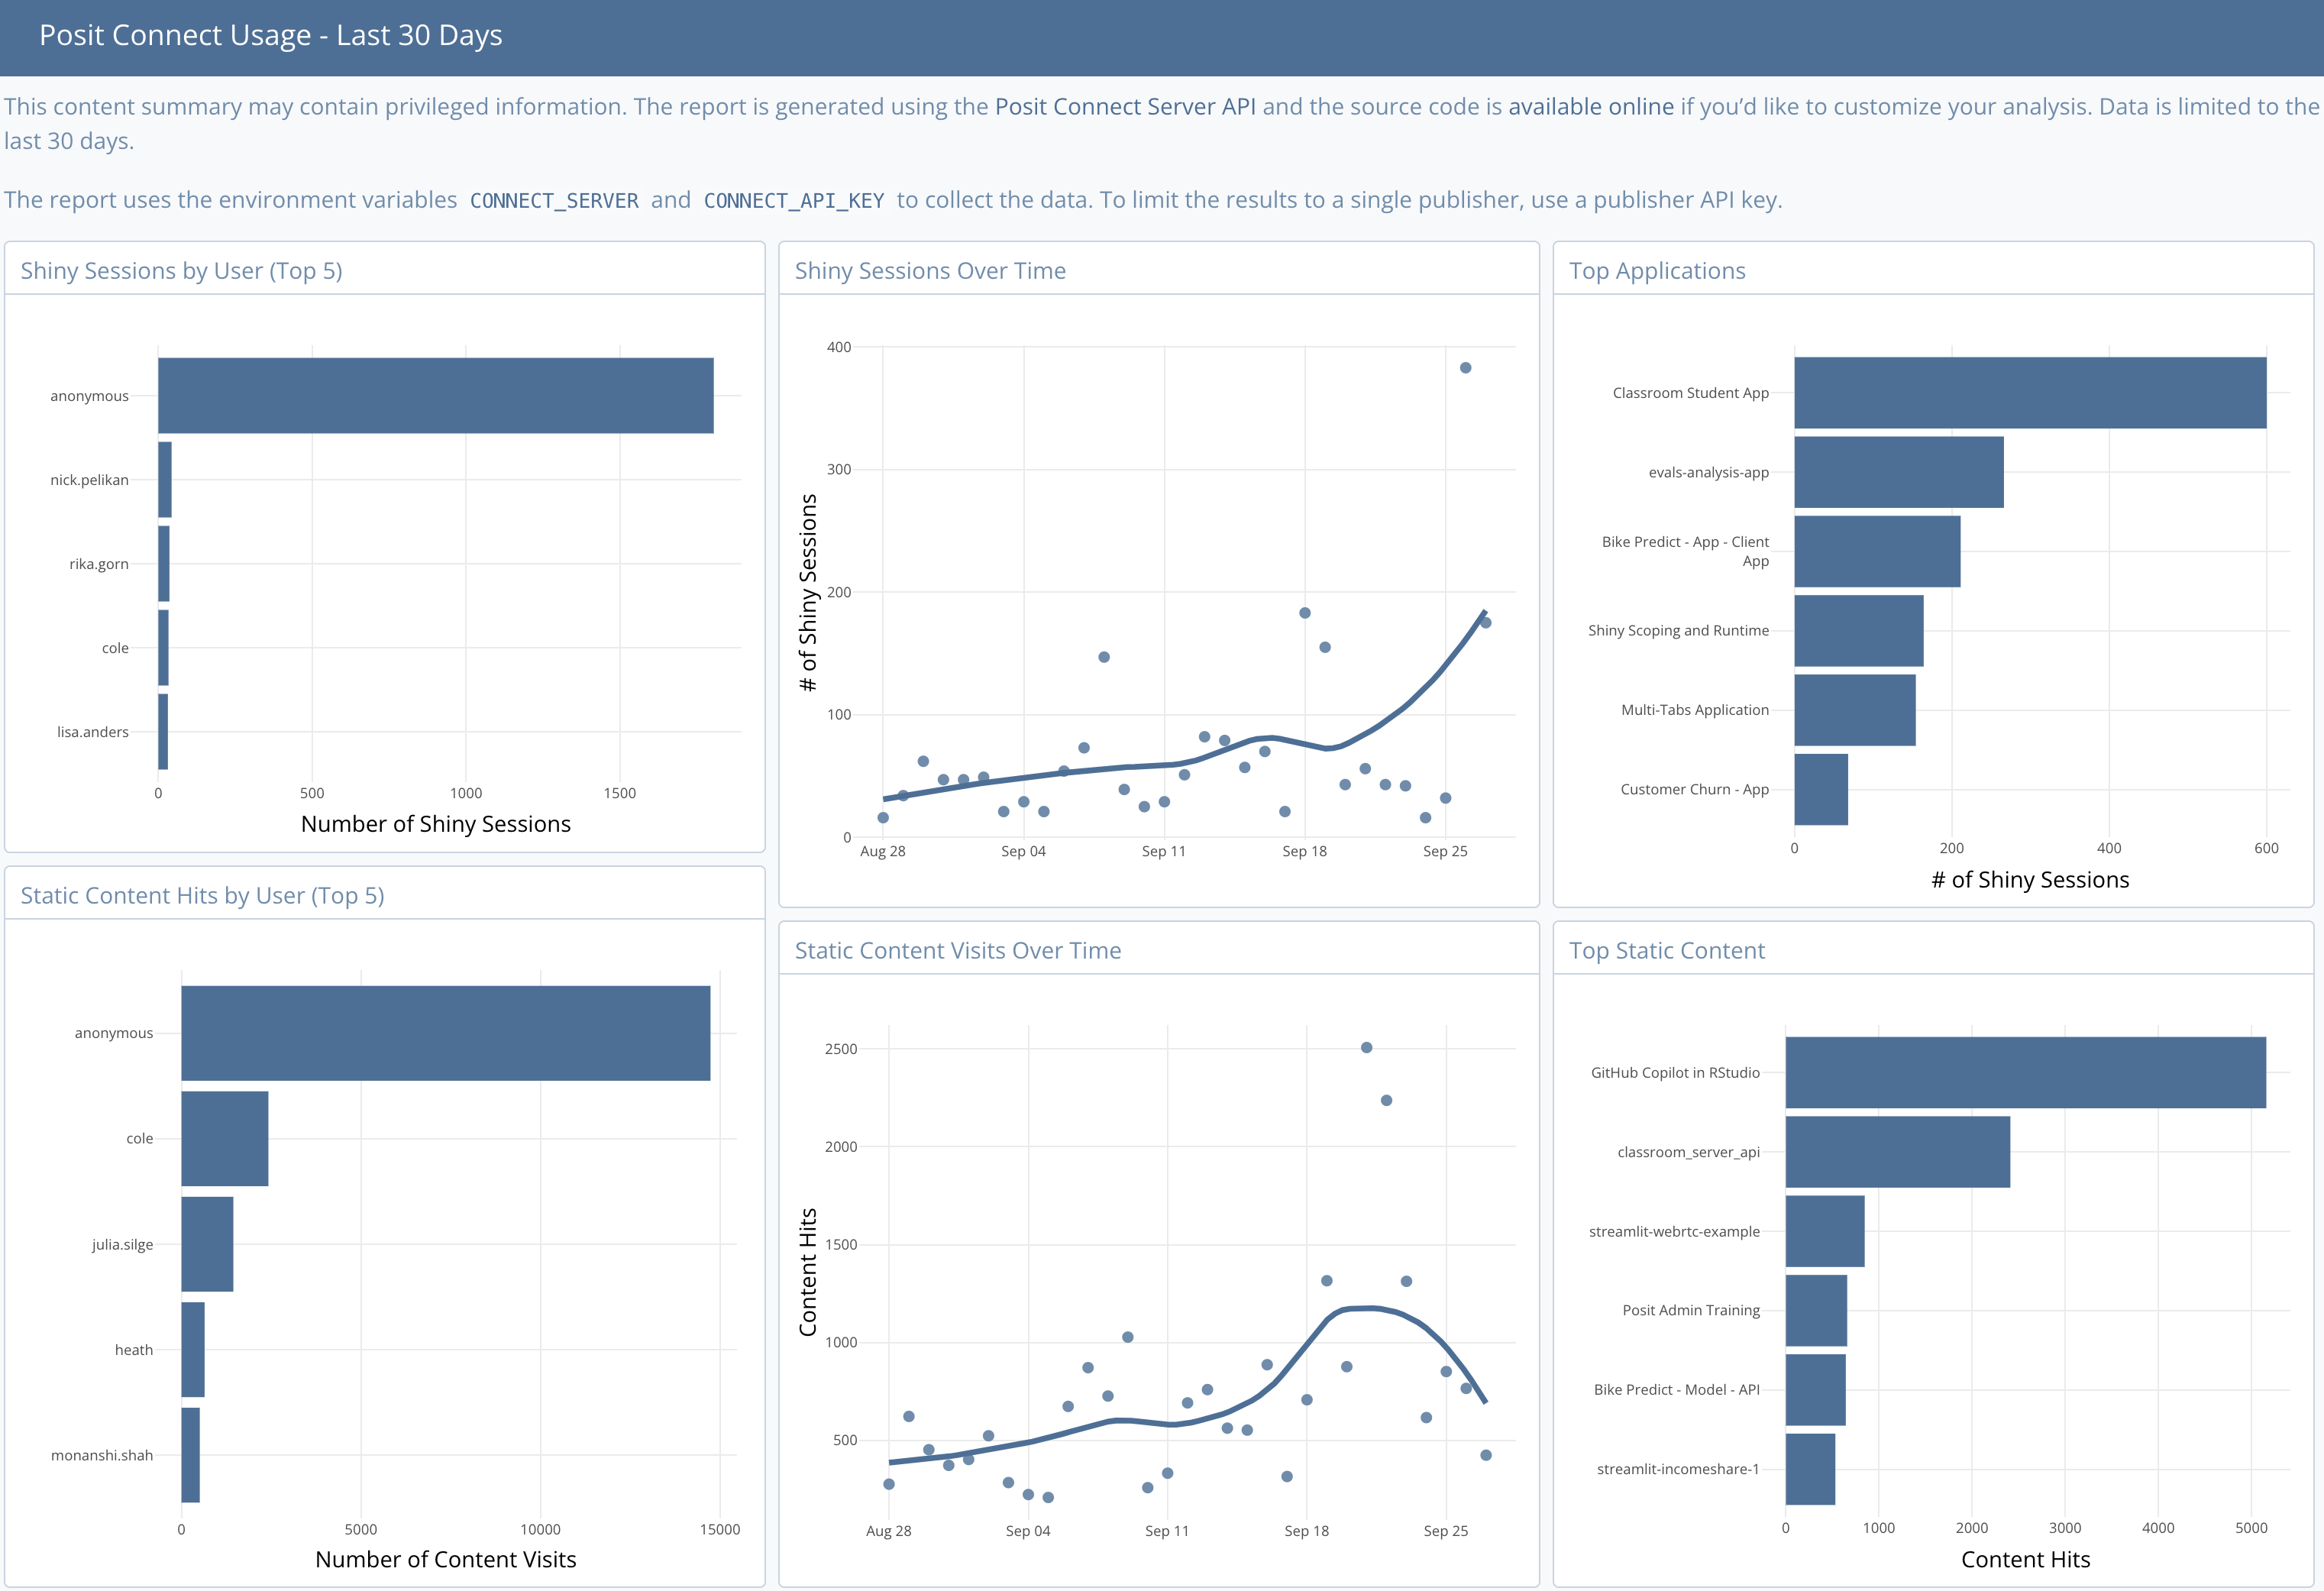 Posit Connect Usage - Last 30 Days
This content summary may contain privileged information. The report is generated using the Posit Connect Server API and the source code is available online if you’d like to customize your analysis. Data is limited to the
last 30 days.
The report uses the environment variables CONNECT_SERVER and CONNECT_API_KEY to collect the data. To limit the results to a single publisher, use a publisher API key.
Shiny Sessions by User (Top 5)
anonymous
nick.pelikan
rika.gorn
cole
lisa.anders
0 500 1000 1500
Number of Shiny Sessions
Static Content Hits by User (Top 5)
anonymous
cole
julia.silge
heath
monanshi.shah
0 5000 10000 15000
Number of Content Visits
Shiny Sessions Over Time
# of Shiny Sessions
400
300
200
100
0
Aug 28 Sep 04 Sep 11 Sep 18 Sep 25
Static Content Visits Over Time
Content Hits
2500
2000
1500
1000
500
Aug 28 Sep 04 Sep 11 Sep 18 Sep 25
Top Applications
Classroom Student App
evals-analysis-app
Bike Predict - App - Client
App
Shiny Scoping and Runtime
Multi-Tabs Application
Customer Churn - App
0 200 400 600
# of Shiny Sessions
Top Static Content
GitHub Copilot in RStudio
classroom_server_api
streamlit-webrtc-example
Posit Admin Training
Bike Predict - Model - API
streamlit-incomeshare-1
0 1000 2000 3000 4000 5000
Content Hits